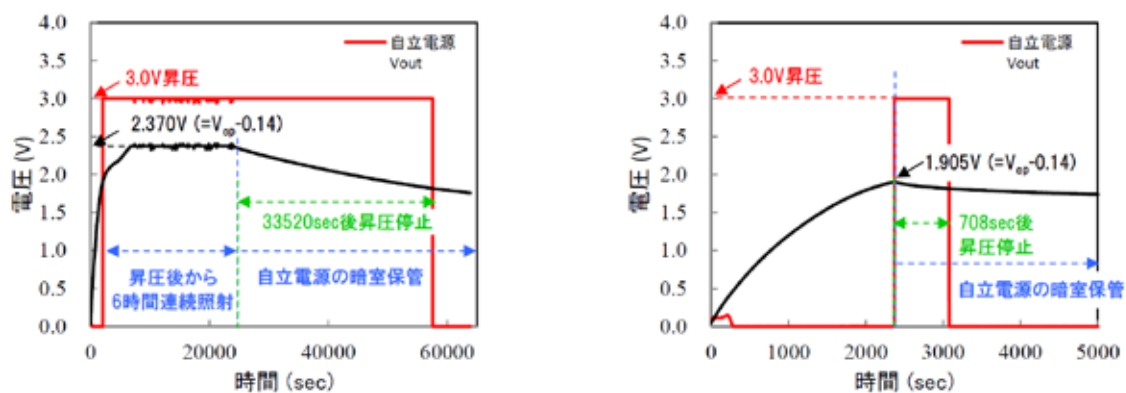 4.0
3.5
3.0
2.5
2.0
1.5
1.0
0.5
0.0
電圧 (V)
自立電源
Vout
3.0V昇圧
2.370V (=Vop-0.14)
33520sec後昇圧停止
昇圧後から
6時間連続照射
自立電源の暗室保管
0 20000 40000 60000
時間 (sec)
4.0
3.5
3.0
2.5
2.0
1.5
1.0
0.5
0.0
電圧 (V)
自立電源
Vout
3.0V昇圧
1.905V (=Vop-0.14)
708sec後
昇圧停止
自立電源の暗室保管
0 1000 2000 3000 4000 5000
時間 (sec)